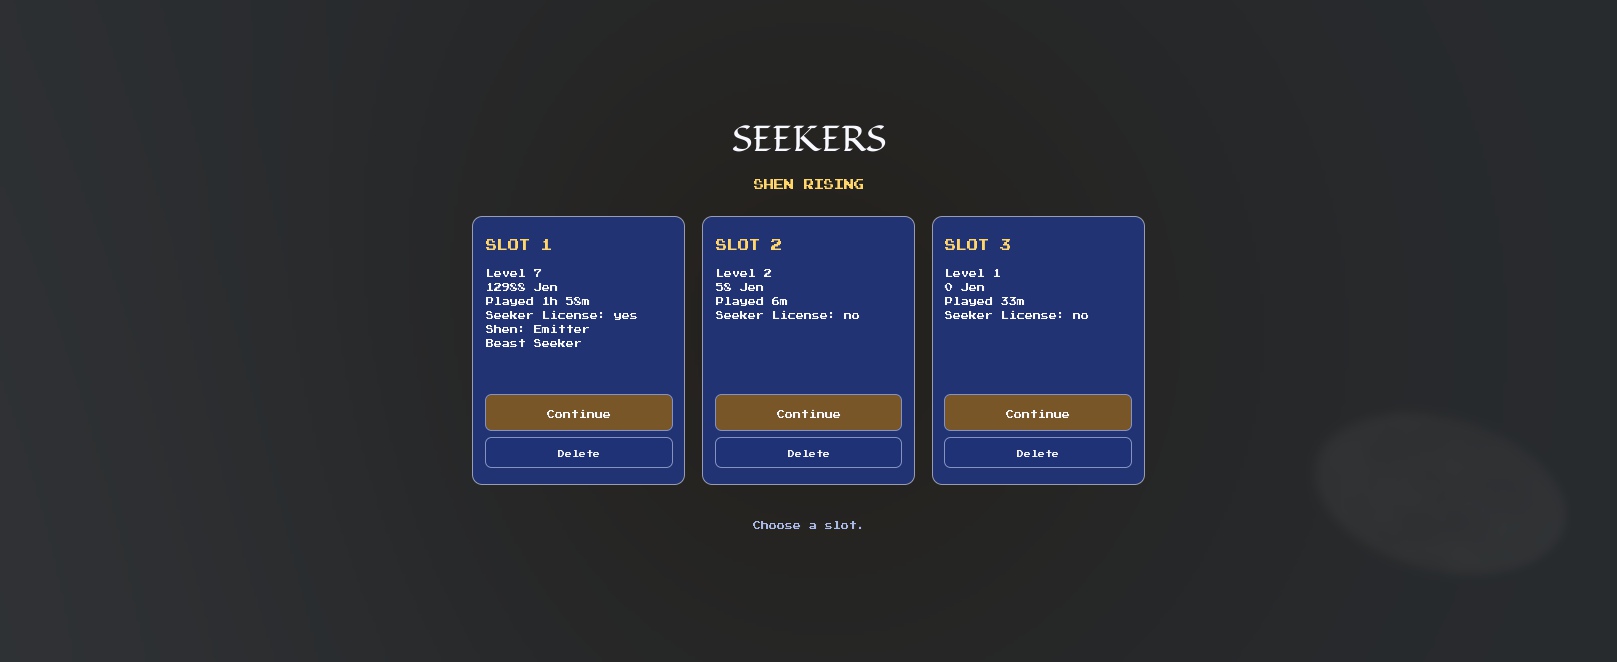 SEEKERS
SHEN RISING
SLOT 1
Level 7
12988 Jen
Played 1h 58m
Seeker License: yes
Shen: Emitter
Beast Seeker
Continue
Delete
SLOT 2
Level 2
58 Jen
Played 6m
Seeker License: no
Continue
Delete
SLOT 3
Level 1
0 Jen
Played 33m
Seeker License: no
Continue
Delete
Choose a slot.